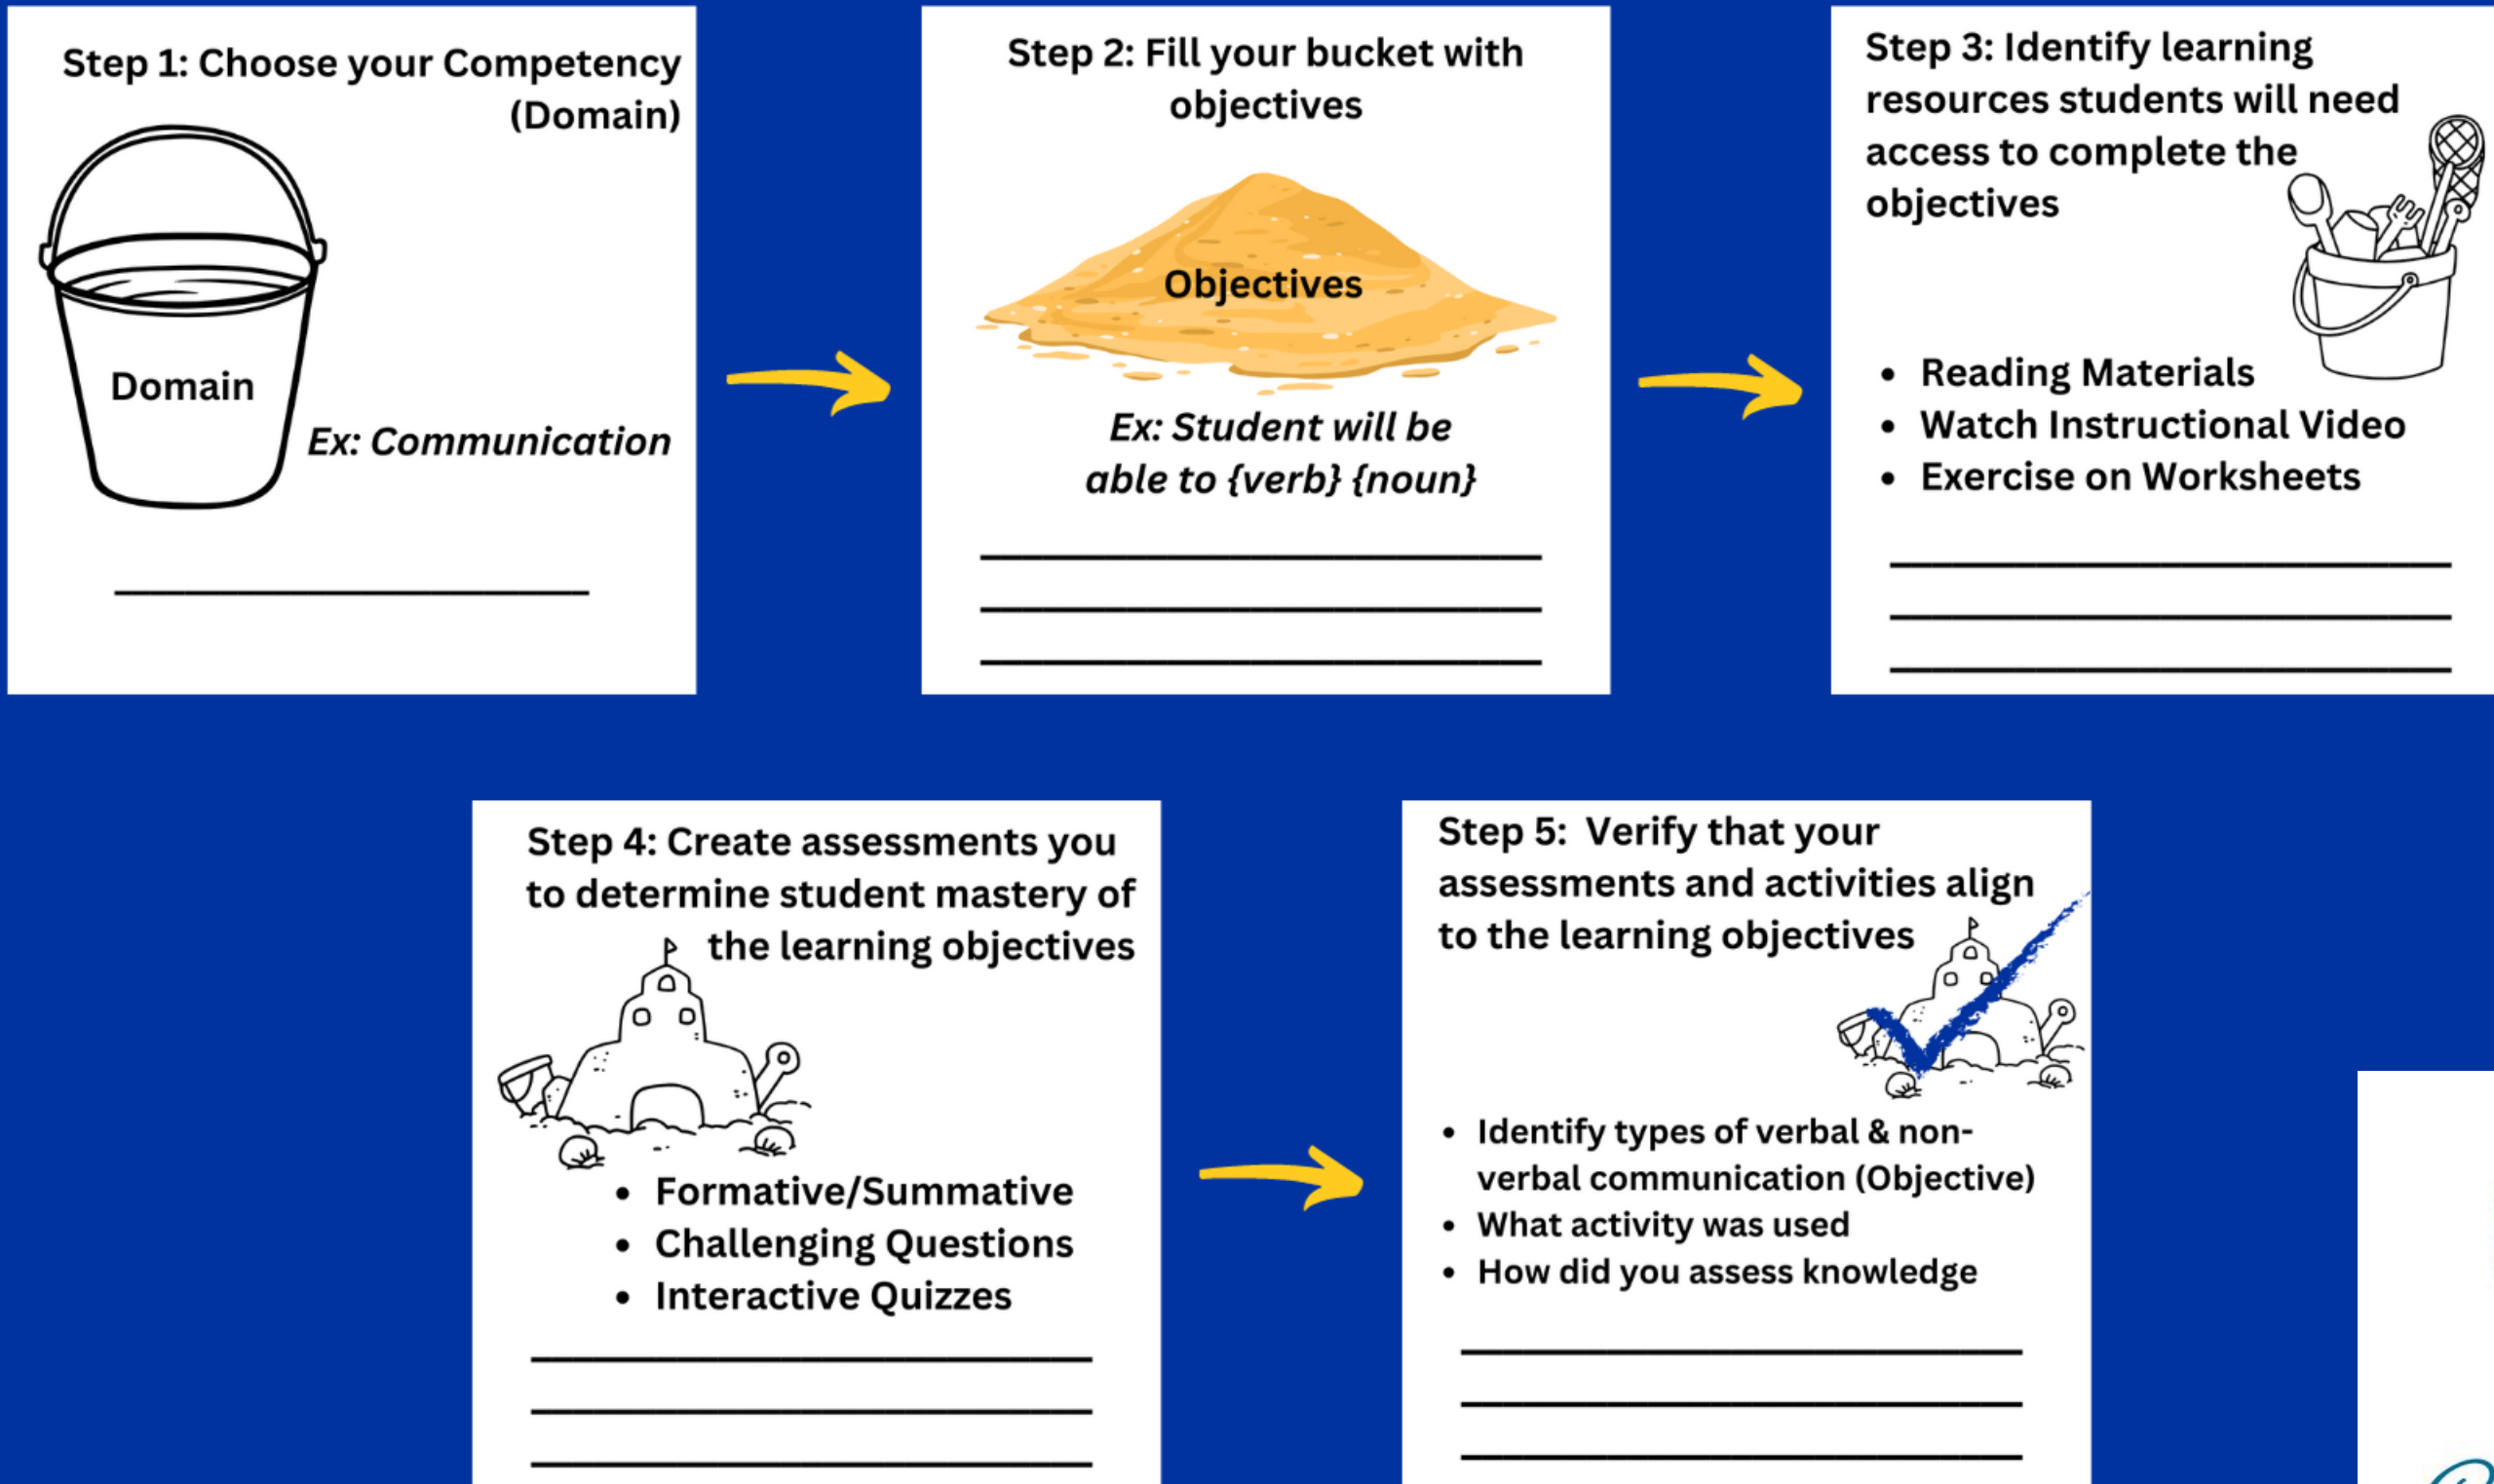 Step 1: Choose your Competency
(Domain)
Domain
Ex: Communication
Step 2: Fill your bucket with
objectives
Objectives
Ex: Student will be
able to {verb} {noun}
Step 3: Identify learning
resources students will need
access to complete the
objectives
• Reading Materials
• Watch Instructional Video
• Exercise on Worksheets
Step 4: Create assessments you
to determine student mastery of
the learning objectives
• Formative/Summative
• Challenging Questions
• Interactive Quizzes
Step 5: Verify that your
assessments and activities align
to the learning objectives
• Identify types of verbal & non-
verbal communication (Objective)
• What activity was used
• How did you assess knowledge